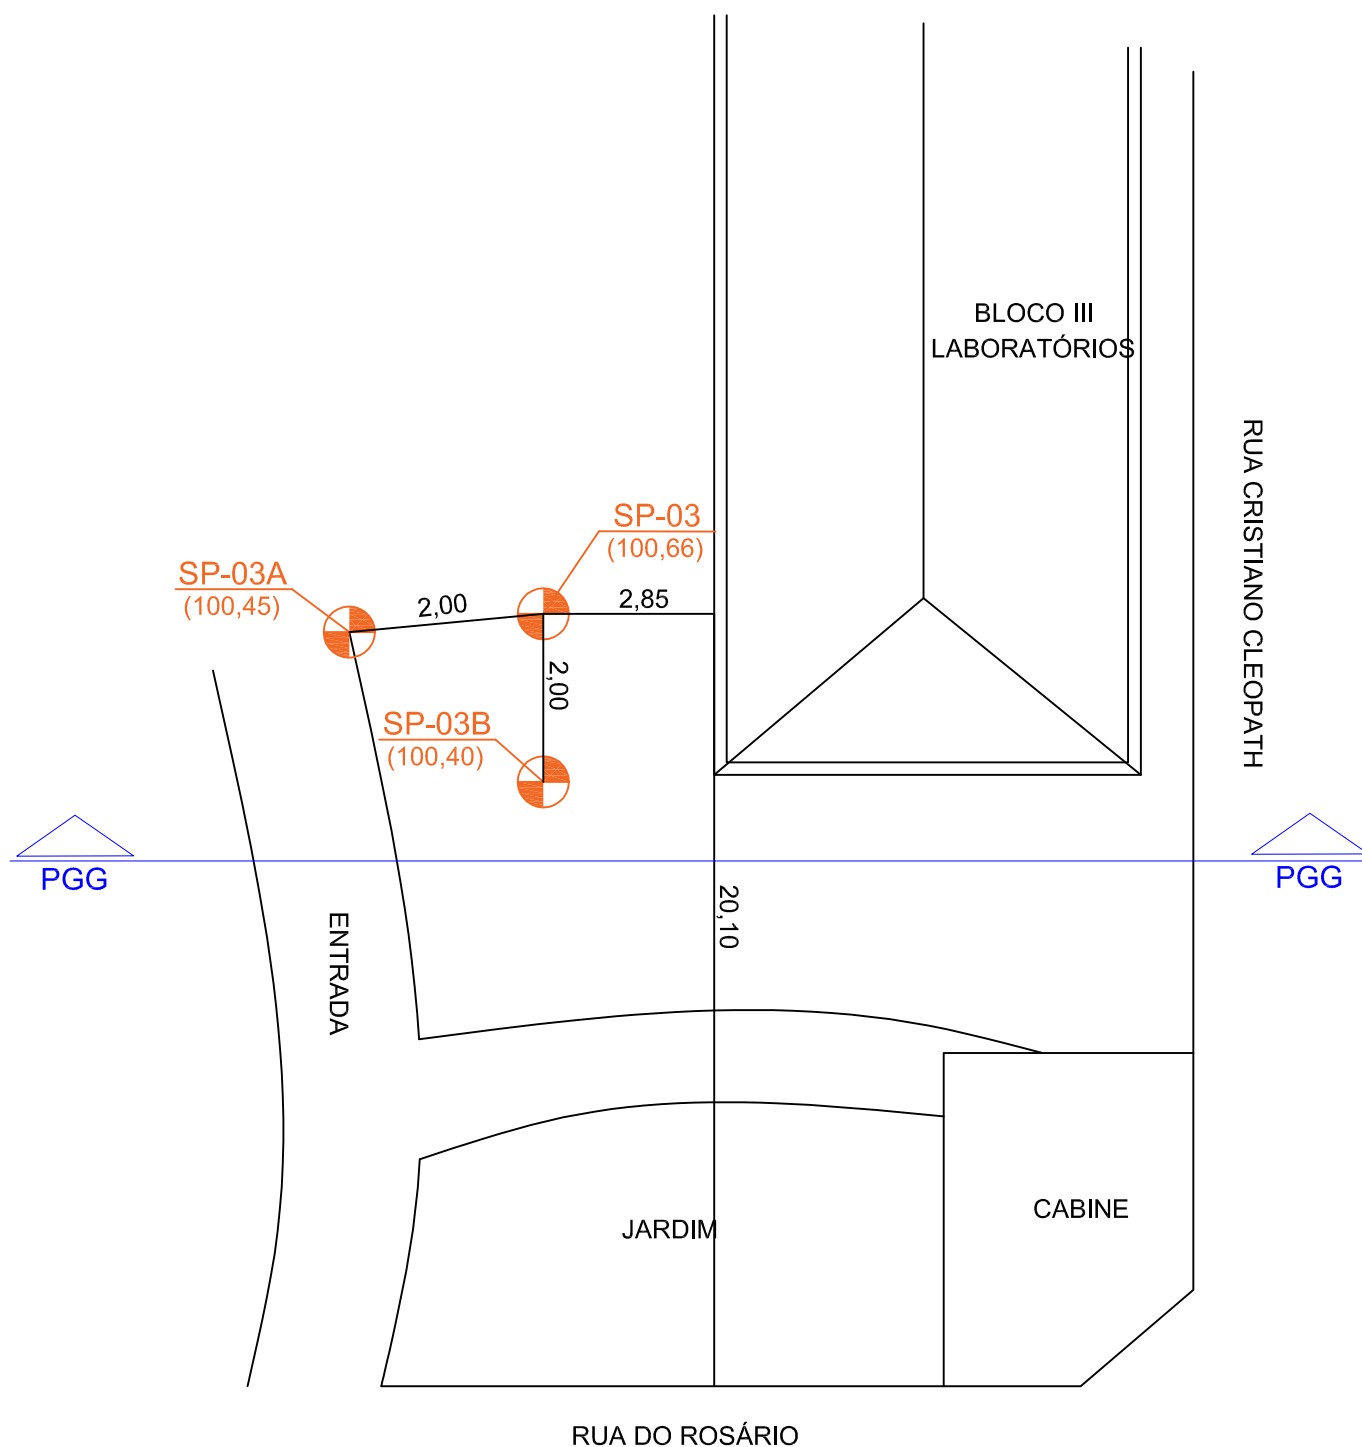 BLOCO III
LABORATÓRIOS
RUA CRISTIANO CLEOPATH
SP-03
(100,66)
SP-03A
(100,45)
2,00
2,85
2,00
SP-03B
(100,40)
PGG
PGG
20,10
ENTRADA
JARDIM
CABINE
RUA DO ROSÁRIO